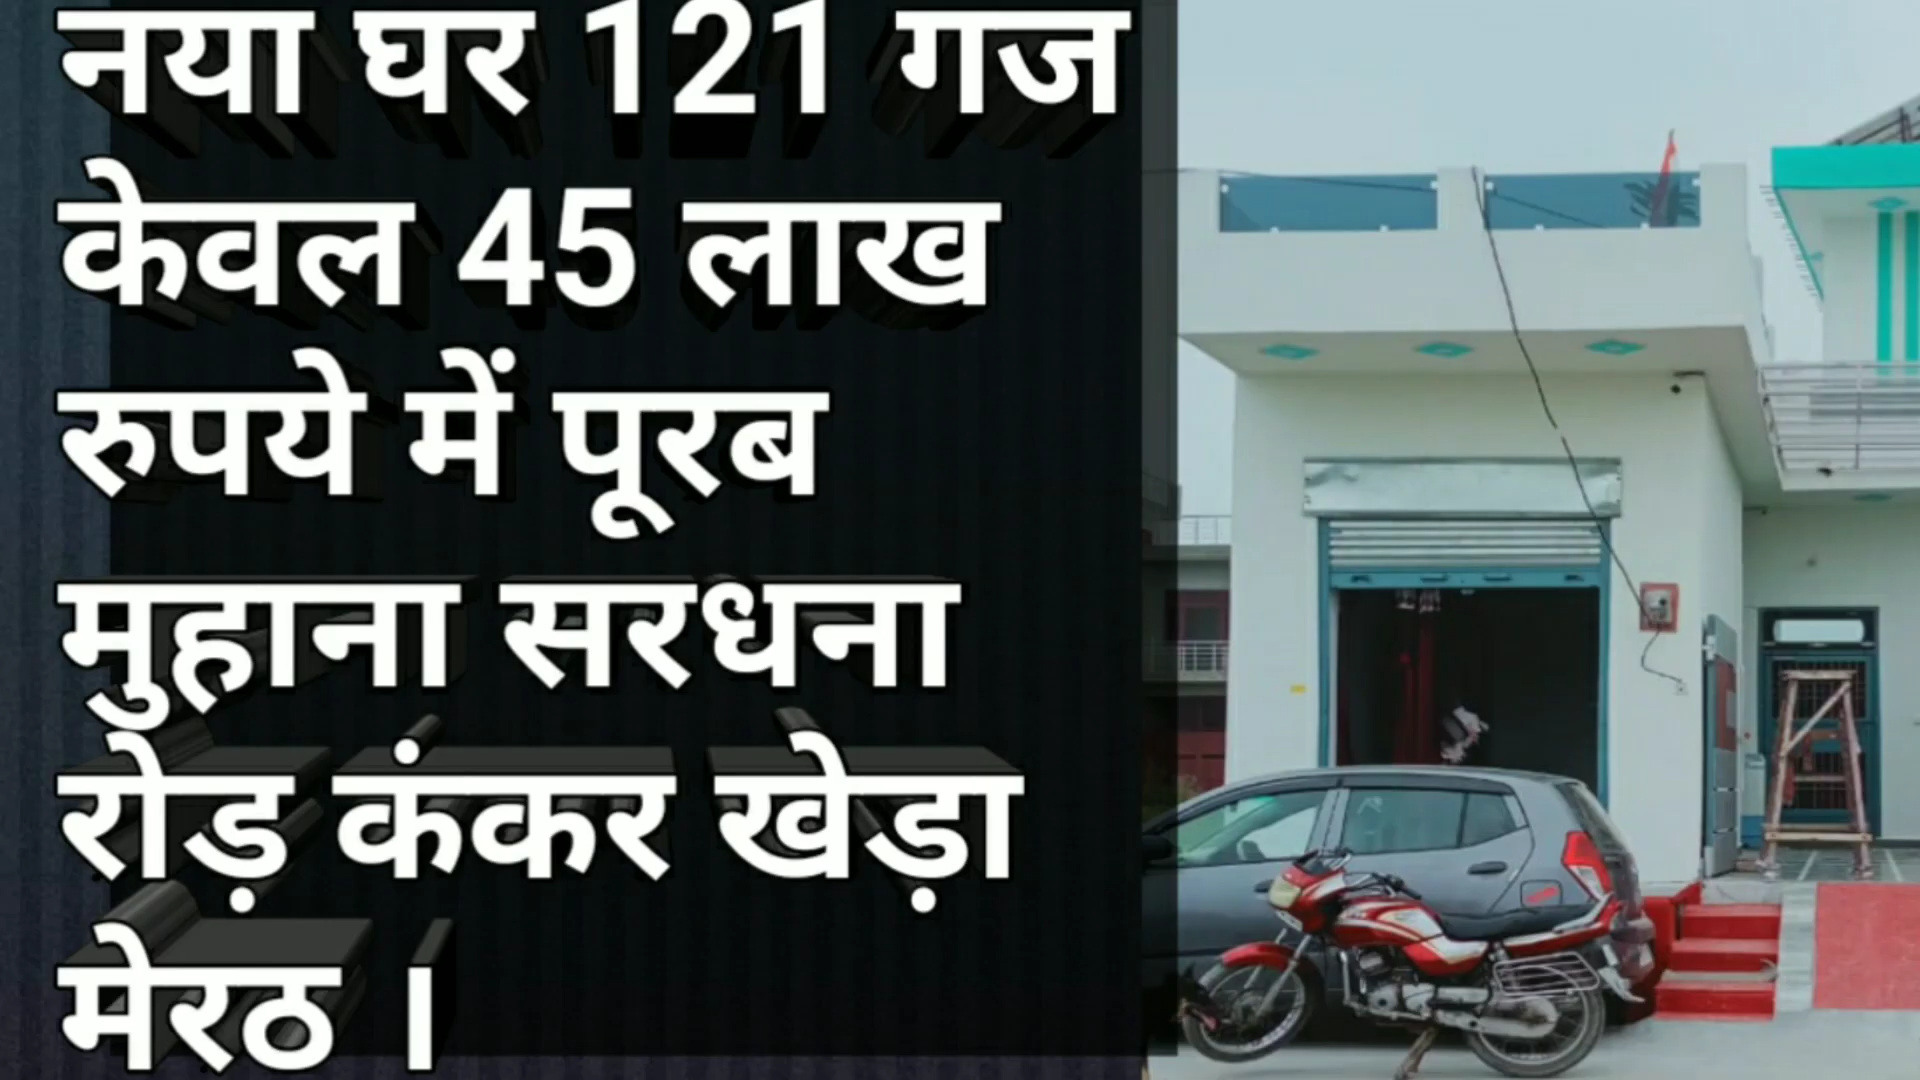 नया घर 121 गज
केवल 45 लाख
रुपये में पूरब
मुहाना सरधना
रोड़ कंकर खेड़ा
मेरठ ।